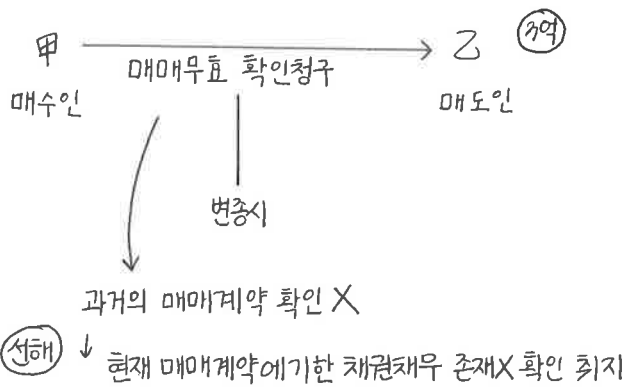 甲 乙 3억
매매무효 확인청구
매수인 매도인
변종시
과거의 매매계약 확인 X
선해 ↓ 현재 매매계약에기한 채권채무 존재X 확인 취지